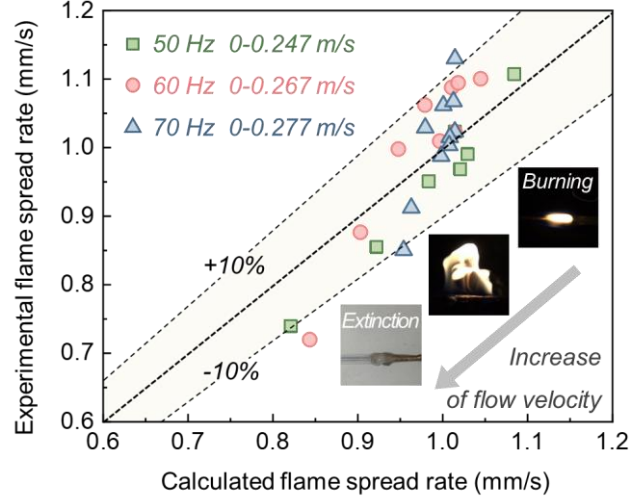 1.2
1.1
1.0
0.9
0.8
0.7
0.6
Experimental flame spread rate (mm/s)
50 Hz 0-0.247 m/s
60 Hz 0-0.267 m/s
70 Hz 0-0.277 m/s
Burning
+10%
Extinction
-10%
Increase
of flow velocity
0.6 0.7 0.8 0.9 1.0 1.1 1.2
Calculated flame spread rate (mm/s)